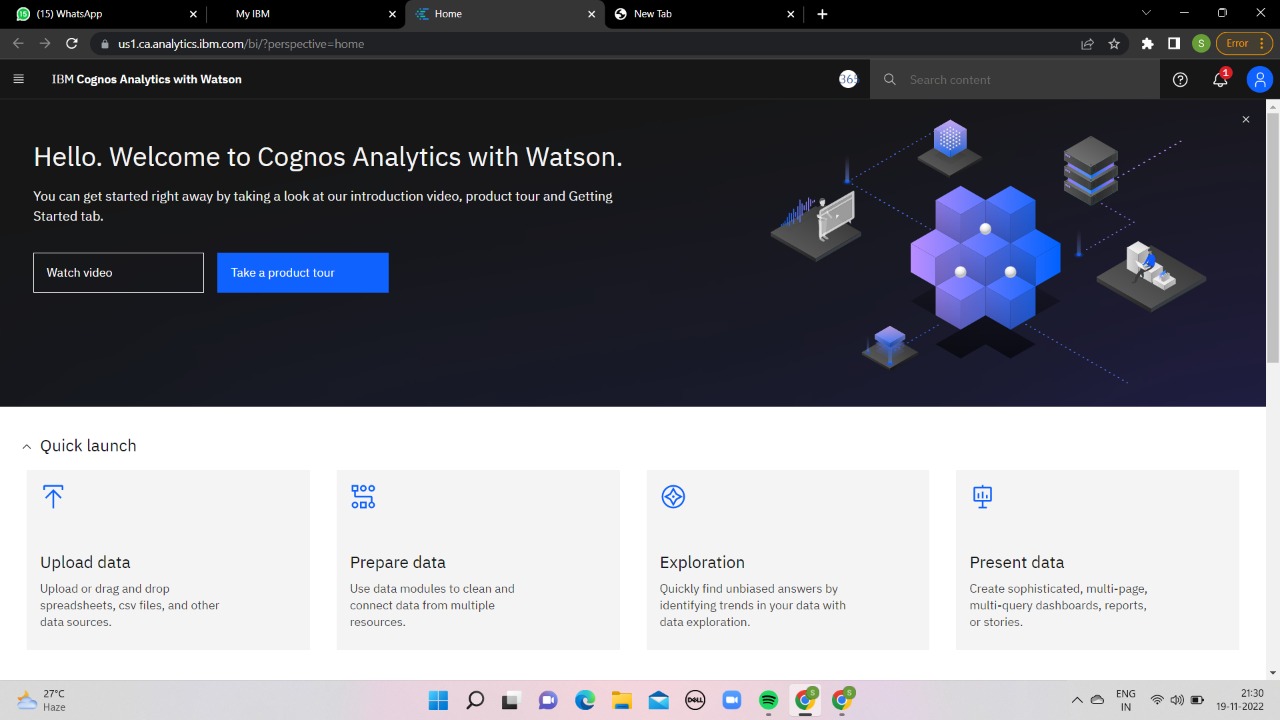 (15) WhatsApp
My IBM
Home
New Tab
us1.ca.analytics.ibm.com/bi/?perspective=home
S
Error
IBM Cognos Analytics with Watson
365
Search content
1
Hello. Welcome to Cognos Analytics with Watson.
You can get started right away by taking a look at our introduction video, product tour and Getting
Started tab.
Watch video
Take a product tour
Quick launch
Upload data
Upload or drag and drop
spreadsheets, csv files, and other
data sources.
Prepare data
Use data modules to clean and
connect data from multiple
resources.
Exploration
Quickly find unbiased answers by
identifying trends in your data with
data exploration.
Present data
Create sophisticated, multi-page,
multi-query dashboards, reports,
or stories.
27°C
Haze
DELL
S
S
ENG
IN
21:30
19-11-2022